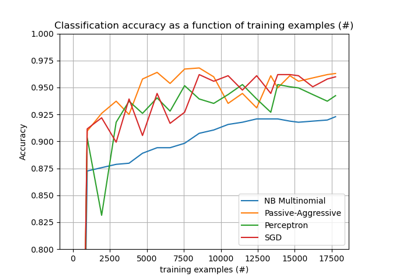 Classification accuracy as a function of training examples (#)
1.000
0.975
0.950
0.925
0.900
0.875
0.850
0.825
0.800
Accuracy
NB Multinomial
Passive-Aggressive
Perceptron
SGD
0 2500 5000 7500 10000 12500 15000 17500
training examples (#)